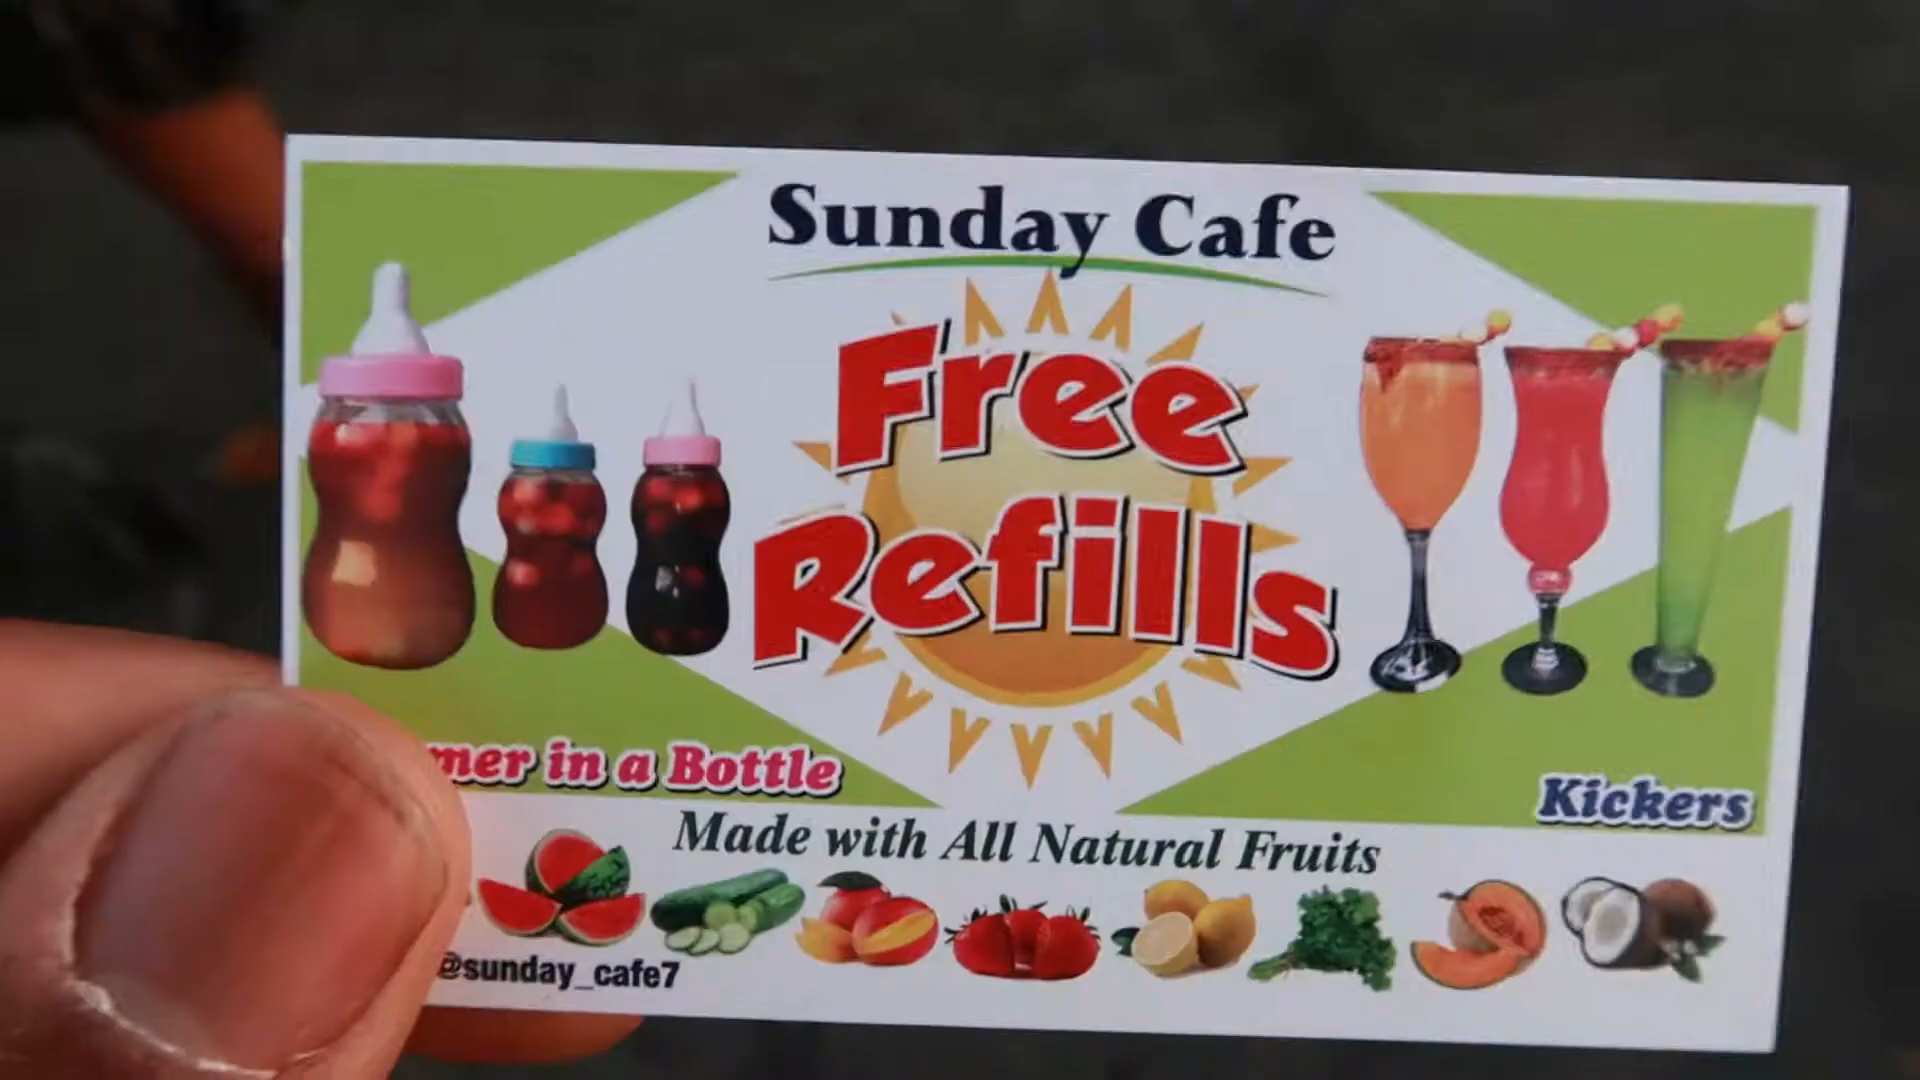 Sunday Cafe
Free
Refills
mer in a Bottle
Kickers
Made with All Natural Fruits
@sunday_cafe7